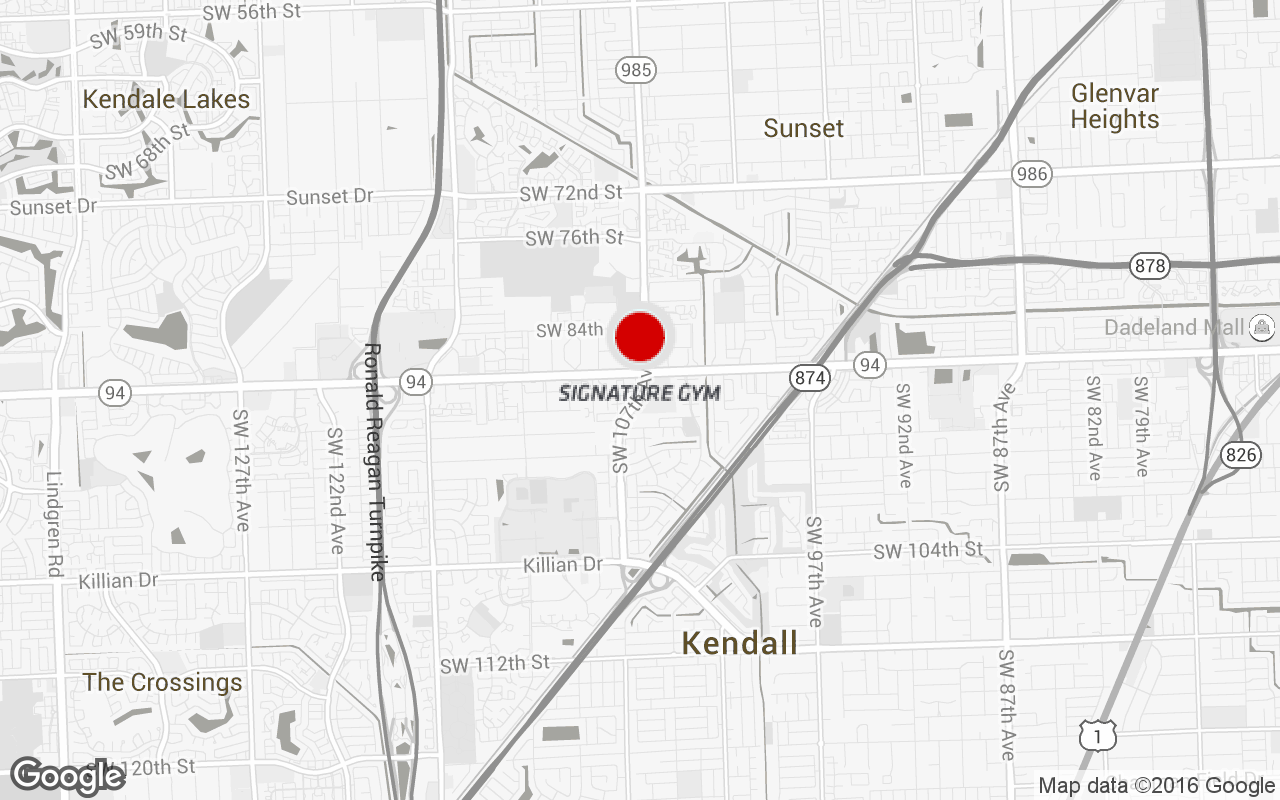 SW 56th St
SW 59th St
985
Kendale Lakes
Glenvar
Heights
Sunset
SW 68th St
986
SW 72nd St
Sunset Dr
Sunset Dr
SW 76th St
878
SW 84th
Dadeland Mall
94
94
874
94
SIGNATURE GYM
SW 107th Av
Ronald Reagan Turnpike
SW 127th Ave
SW 122nd Ave
SW 92nd Ave
SW 87th Ave
SW 82nd Ave
SW 79th Ave
826
Lindgren Rd
SW 97th Ave
SW 104th St
Killian Dr
Killian Dr
Kendall
SW 112th St
The Crossings
SW 87th Ave
1
SW 120th St
Google
Map data ©2016 Google